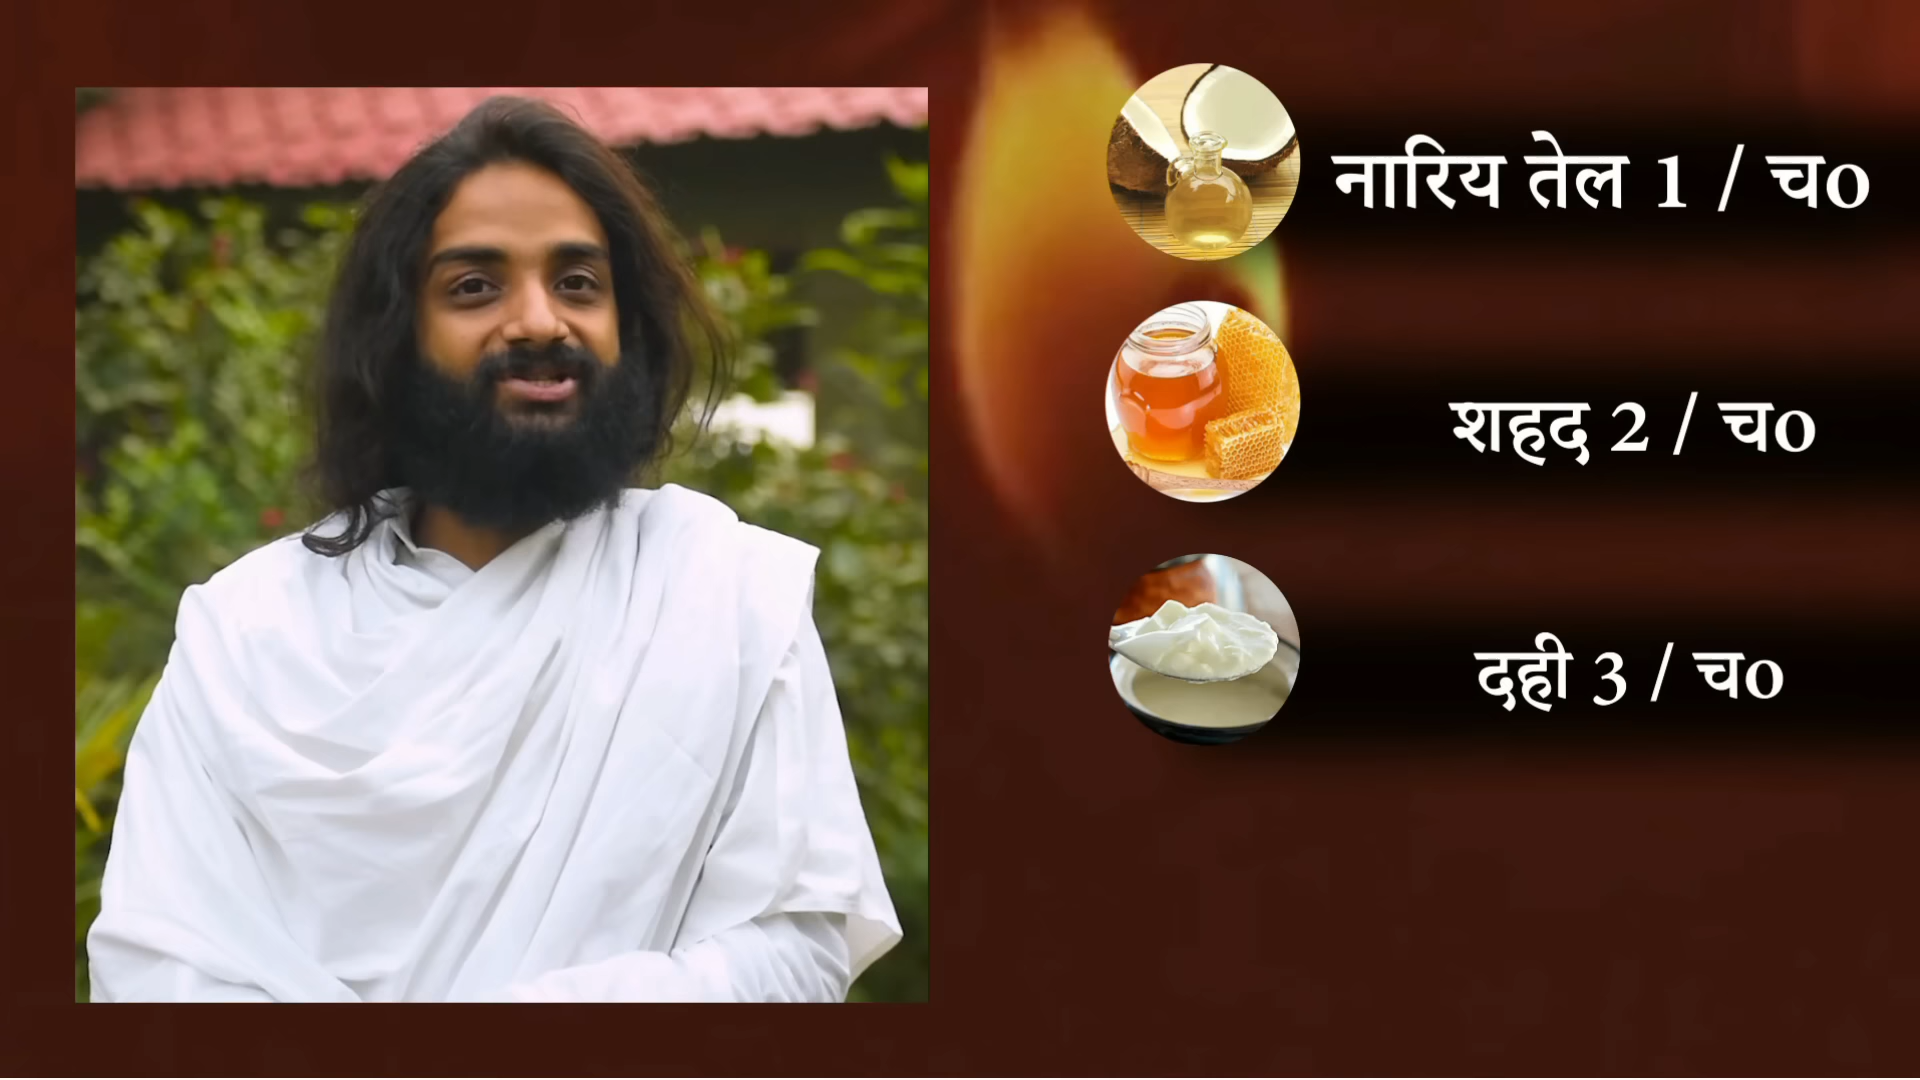 नारिय तेल 1 / च०
शहद 2 / च०
दही 3 / च०